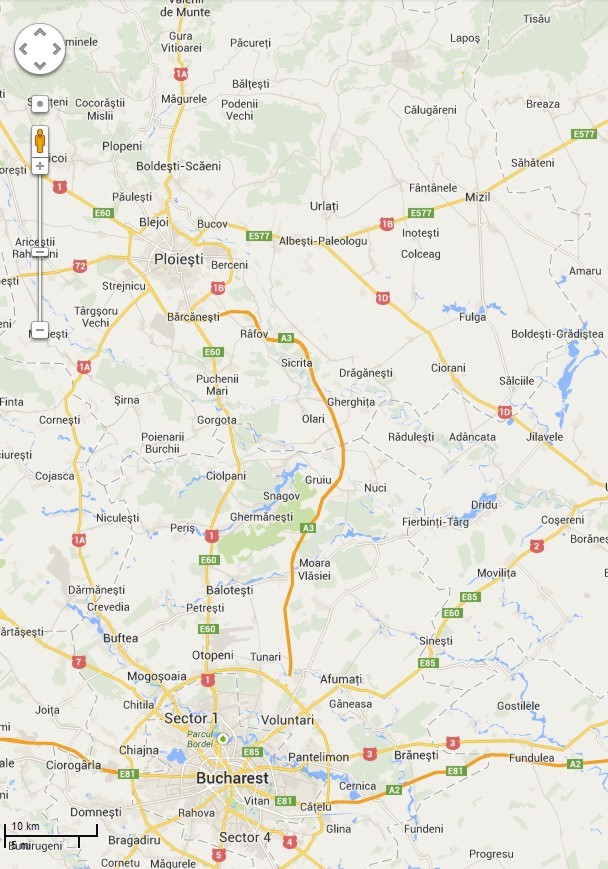 Vălenii
de Munte
Tisău
Gura
Vitioarei
Păcureți
Lapoș
1A
Bălțești
Măgurele
Podenii
Vechi
Cocorăștii
Mislii
Călugăreni
Breaza
E577
Plopeni
Boldești-Scăeni
Săhăteni
1
Păulești
Fântânele
Mizil
E60
Blejoi
Bucov
Urlați
E577
1B
E577
Albești-Paleologu
Inotești
Colceag
Ariceștii
72
Ploiești
Berceni
Amaru
Strejnicu
1B
1D
Târgșoru
Vechi
Bărcănești
Fulga
Râfov
A3
Boldești-Grădiștea
E60
Sicrita
1A
Drăgănești
Ciorani
Puchenii
Mari
Sălciile
Finta
Șirna
Gherghița
1D
Cornești
Gorgota
Olari
Poienarii
Burchii
Rădulești
Adâncata
Jilavele
Cojasca
Ciolpani
Gruiu
Nuci
Snagov
Dridu
Niculești
Ghermănești
Fierbinți-Târg
Coșereni
Periș
A3
1
1A
2
E60
Moara
Vlăsiei
Movilița
Dărmănești
Balotești
E85
Crevedia
Petrești
E60
E60
Buftea
Sinești
7
Otopeni
Tunari
E85
Mogoșoaia
1
Afumați
Găneasa
Gostilele
Joița
Chitila
Sector 1
Voluntari
Parcul
Bordei
Chiajna
E85
3
3
Pantelimon
Brănești
Fundulea
A2
Ciorogârla
E81
Bucharest
E81
Cernica
A2
Vitan
E81
Cățelu
Domnești
Rahova
Glina
Fundeni
10 km
5 mi
Bragadiru
Sector 4
4
5
Cornetu
Măgurele
Progresu